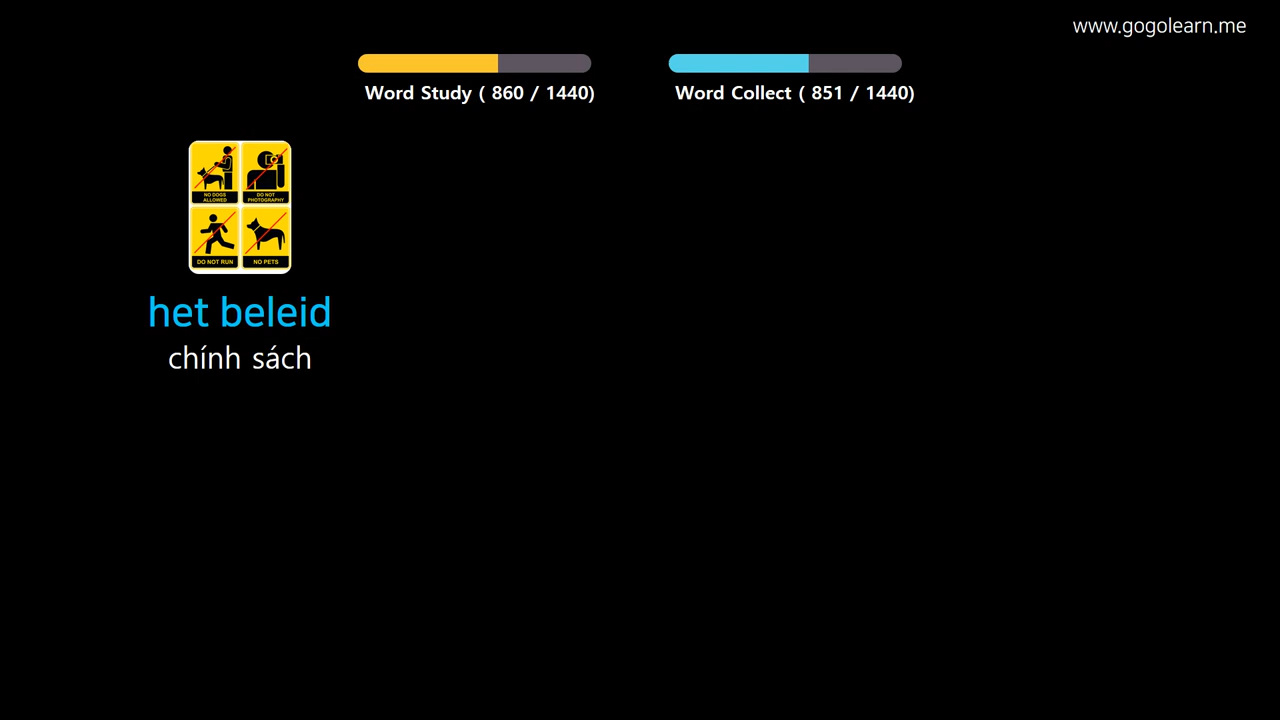 www.gogolearn.me
Word Study ( 860 / 1440)
Word Collect ( 851 / 1440)
NO DOGS
ALLOWED
DO NOT
PHOTOGRAPHY
DO NOT RUN
NO PETS
het beleid
chính sách